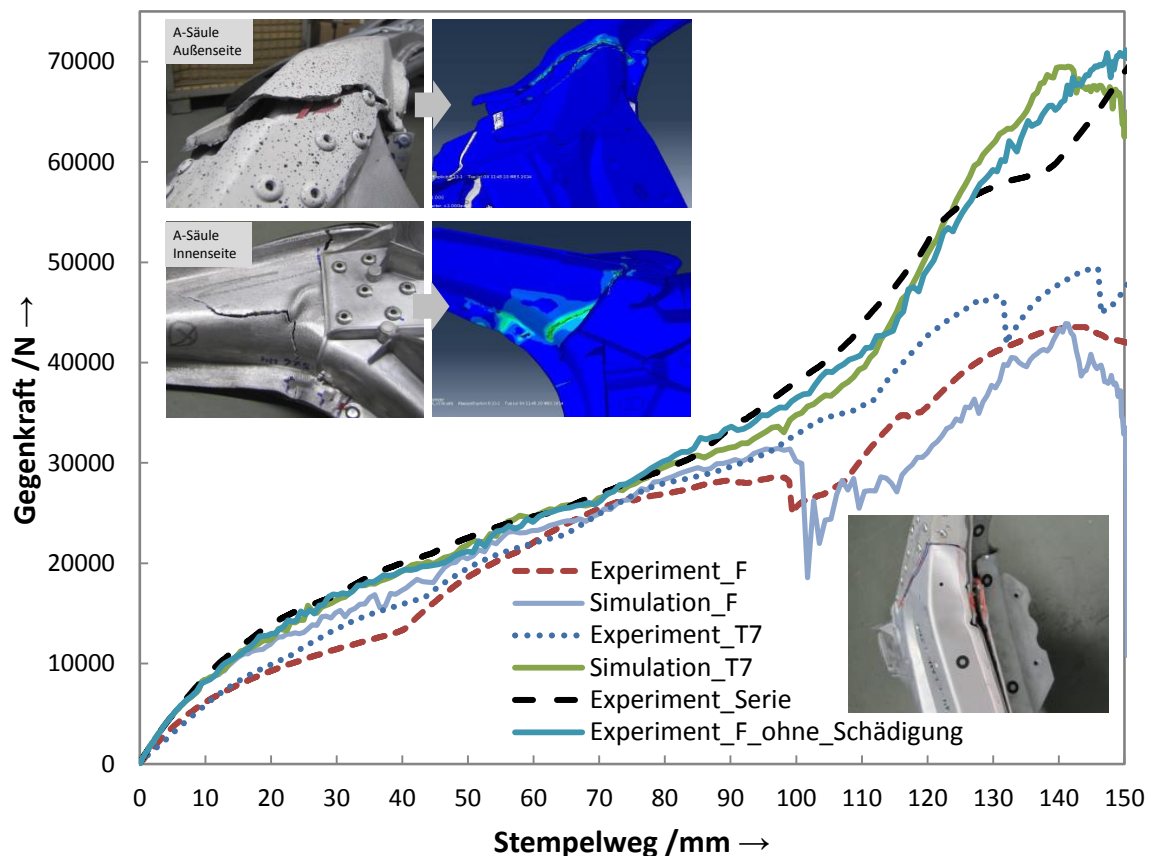 A-Säule
Außenseite
A-Säule
Innenseite
Gegenkraft /N →
70000
60000
50000
40000
30000
20000
10000
0
Experiment_F
Simulation_F
Experiment_T7
Simulation_T7
Experiment_Serie
Experiment_F_ohne_Schädigung
0 10 20 30 40 50 60 70 80 90 100 110 120 130 140 150
Stempelweg /mm →